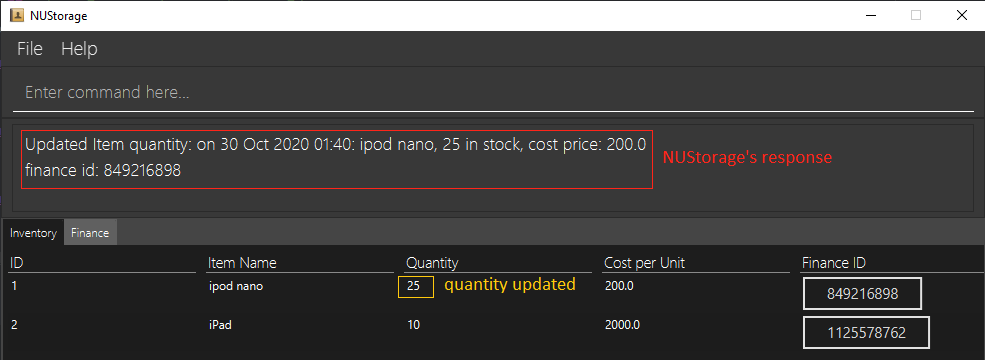 NUStorage
File Help
Enter command here...
Updated Item quantity: on 30 Oct 2020 01:40: ipod nano, 25 in stock, cost price: 200.0
finance id: 849216898
NUStorage's response
Inventory Finance
ID Item Name Quantity Cost per Unit Finance ID
1 ipod nano 25 quantity updated 200.0 849216898
2 iPad 10 2000.0 1125578762